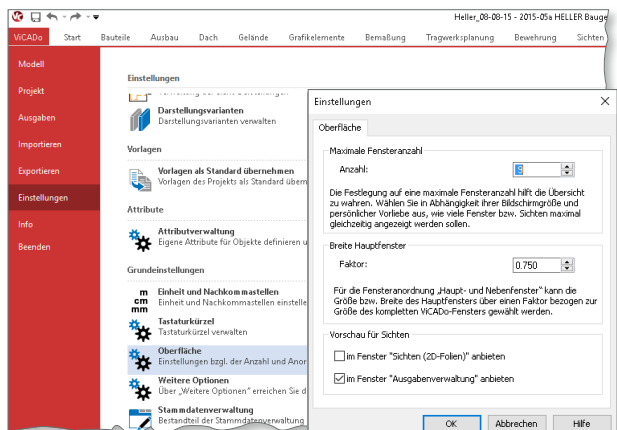 Heller_08-08-15 - 2015-05a HELLER Bauge
ViCADo Start Bauteile Ausbau Dach Gelände Grafikelemente Bemaßung Tragwerksplanung Bewehrung Sichten
Modell
Projekt
Ausgaben
Importieren
Exportieren
Einstellungen
Info
Beenden
Einstellungen
Darstellungsvarianten
Darstellungsvarianten verwalten
Vorlagen
Vorlagen als Standard übernehmen
Vorlagen des Projekts als Standard übern
Attribute
Attributverwaltung
Eigene Attribute für Objekte definieren u
Grundeinstellungen
m
cm
mm
Einheit und Nachkommastellen
Einheit und Nachkommastellen einstelle
Tastaturkürzel
Tastaturkürzel verwalten
Oberfläche
Einstellungen bzgl. der Anzahl und Anor
Weitere Optionen
Über „Weitere Optionen" erreichen Sie d
Stammdatenverwaltung
Bestandteil der Stammdatenverwaltung
Einstellungen
Oberfläche
Maximale Fensteranzahl
Anzahl: 9
Die Festlegung auf eine maximale Fensteranzahl hilft die Übersicht
zu wahren. Wählen Sie in Abhängigkeit ihrer Bildschirmgröße und
persönlicher Vorliebe aus, wie viele Fenster bzw. Sichten maximal
gleichzeitig angezeigt werden sollen.
Breite Hauptfenster
Faktor: 0.750
Für die Fensteranordnung „Haupt- und Nebenfenster" kann die
Größe bzw. Breite des Hauptfensters über einen Faktor bezogen zur
Größe des kompletten ViCADo-Fensters gewählt werden.
Vorschau für Sichten
im Fenster "Sichten (2D-Folien)" anbieten
im Fenster "Ausgabenverwaltung" anbieten
OK Abbrechen Hilfe